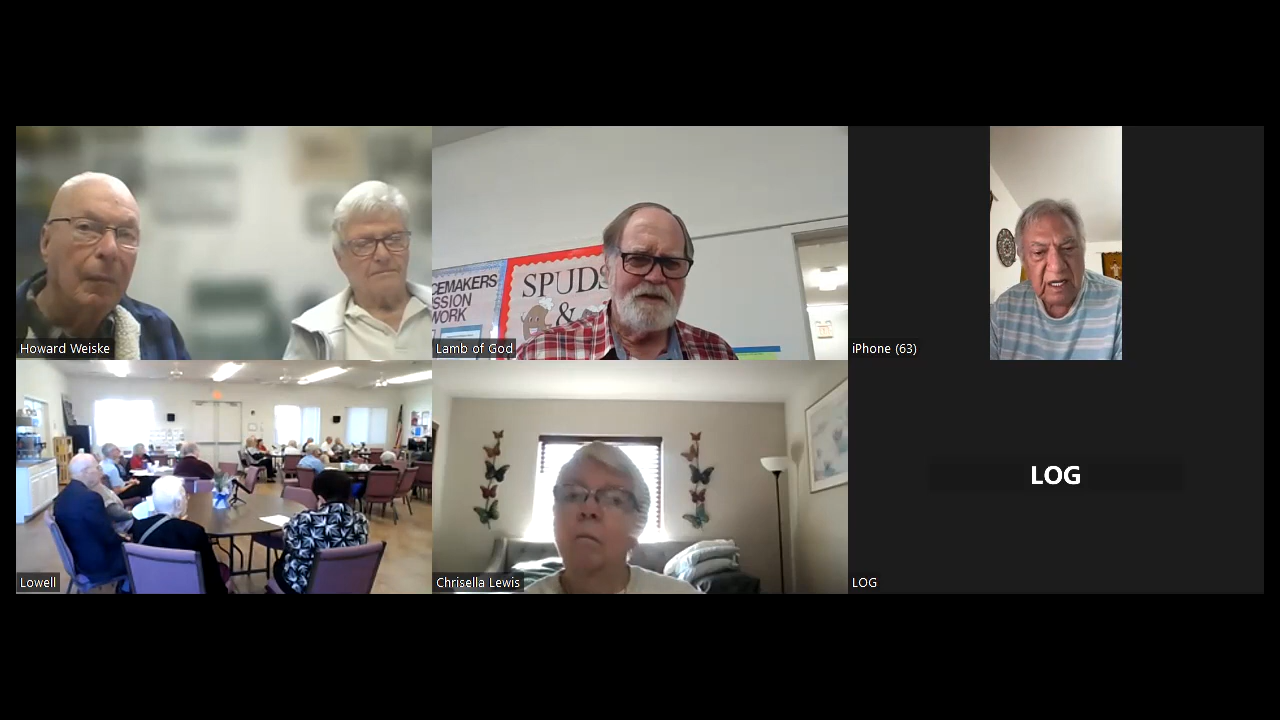 CEMAKERS
SSION
WORK
SPUDS
&
Howard Weiske
Lamb of God
iPhone (63)
LOG
Lowell
Chrisella Lewis
LOG